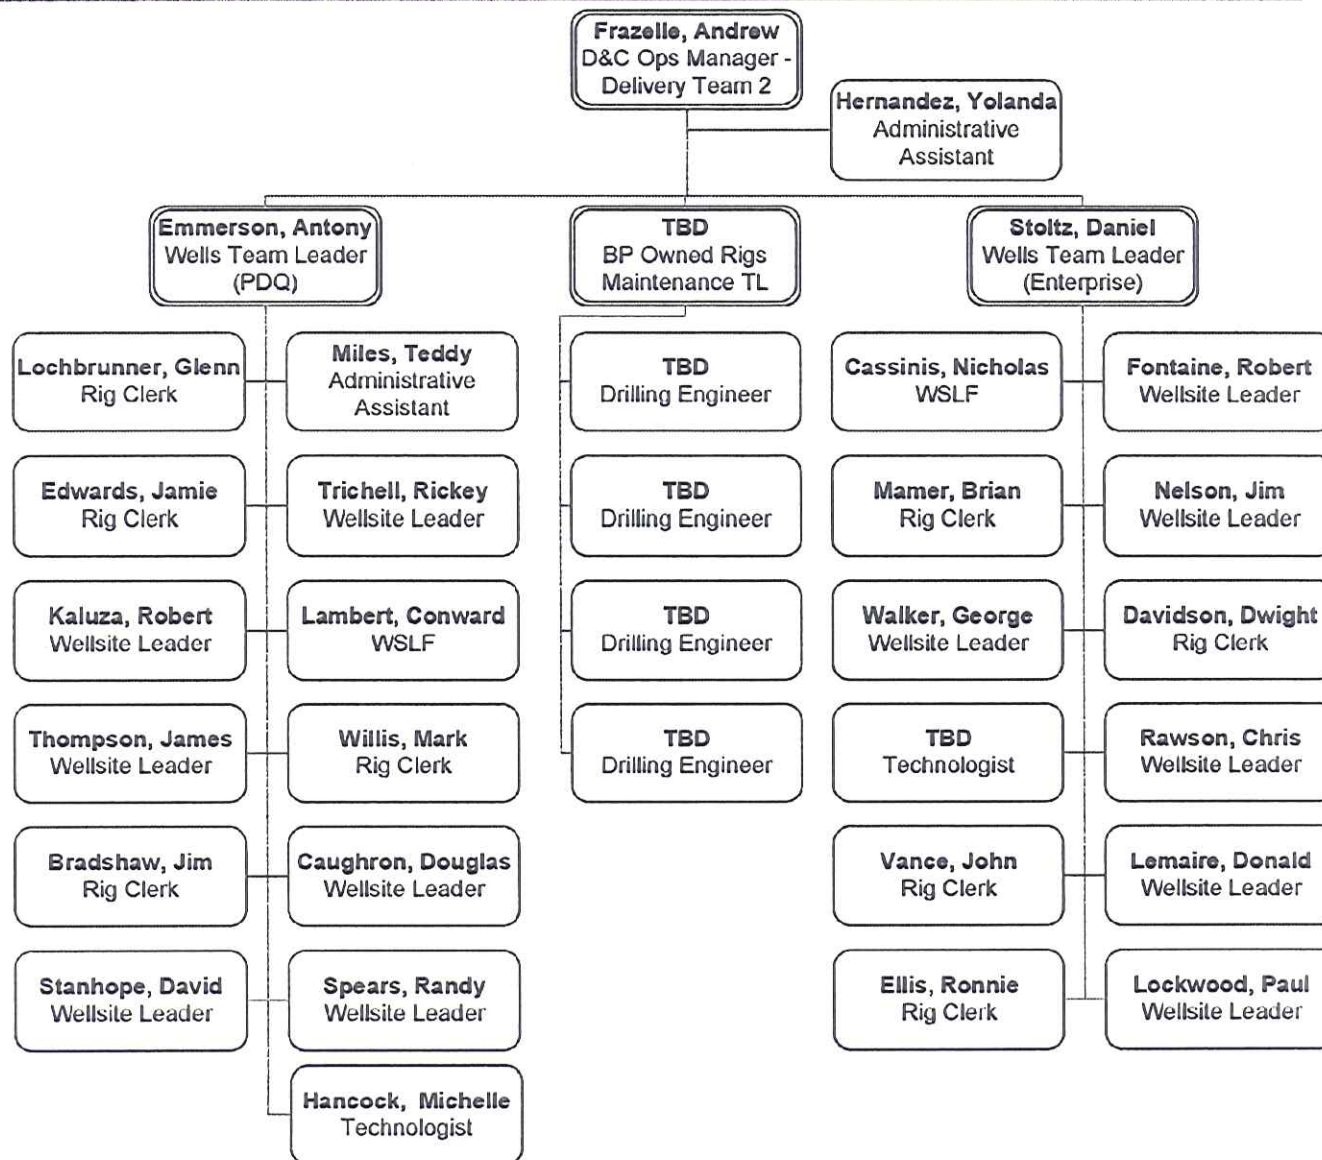 Frazelle, Andrew
D&C Ops Manager -
Delivery Team 2
Hernandez, Yolanda
Administrative
Assistant
Emmerson, Antony
Wells Team Leader
(PDQ)
TBD
BP Owned Rigs
Maintenance TL
Stoltz, Daniel
Wells Team Leader
(Enterprise)
Lochbrunner, Glenn
Rig Clerk
Miles, Teddy
Administrative
Assistant
TBD
Drilling Engineer
Cassinis, Nicholas
WSLF
Fontaine, Robert
Wellsite Leader
Edwards, Jamie
Rig Clerk
Trichell, Rickey
Wellsite Leader
TBD
Drilling Engineer
Mamer, Brian
Rig Clerk
Nelson, Jim
Wellsite Leader
Kaluza, Robert
Wellsite Leader
Lambert, Conward
WSLF
TBD
Drilling Engineer
Walker, George
Wellsite Leader
Davidson, Dwight
Rig Clerk
Thompson, James
Wellsite Leader
Willis, Mark
Rig Clerk
TBD
Drilling Engineer
TBD
Technologist
Rawson, Chris
Wellsite Leader
Bradshaw, Jim
Rig Clerk
Caughron, Douglas
Wellsite Leader
Vance, John
Rig Clerk
Lemaire, Donald
Wellsite Leader
Stanhope, David
Wellsite Leader
Spears, Randy
Wellsite Leader
Ellis, Ronnie
Rig Clerk
Lockwood, Paul
Wellsite Leader
Hancock, Michelle
Technologist